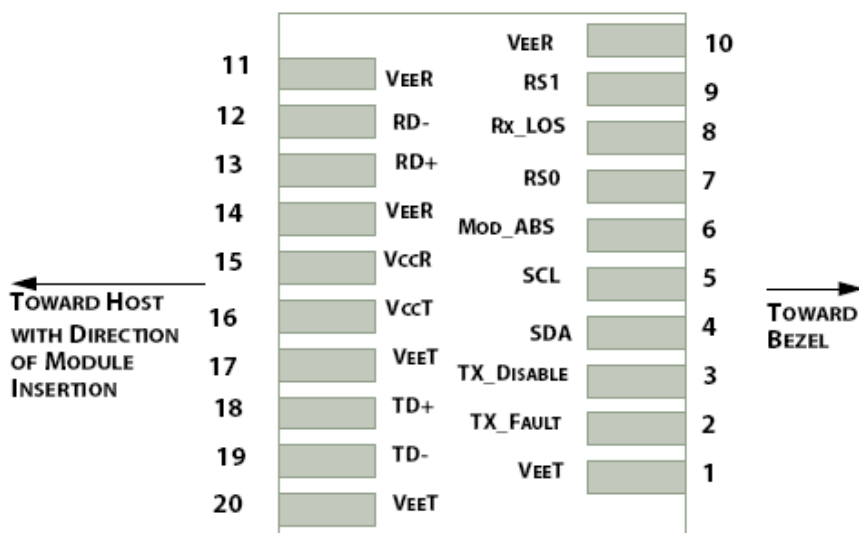 11 VEER
12 RD-
13 RD+
14 VEER
15 VccR
16 VccT
17 VEET
18 TD+
19 TD-
20 VEET
VEER 10
RS1 9
Rx_LOS 8
RS0 7
MOD_ABS 6
SCL 5
SDA 4
TX_DISABLE 3
TX_FAULT 2
VEET 1
TOWARD HOST
WITH DIRECTION
OF MODULE
INSERTION
TOWARD
BEZEL